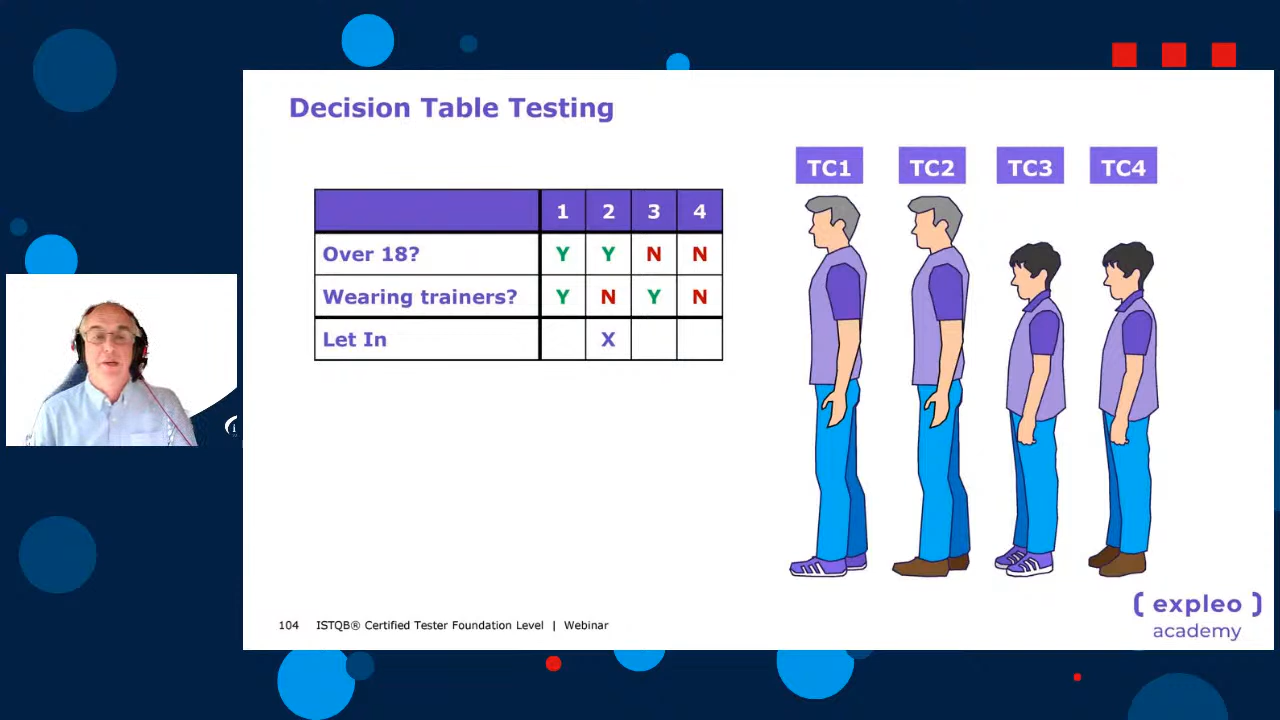 Decision Table Testing
1 2 3 4
Over 18? Y Y N N
Wearing trainers? Y N Y N
Let In X
TC1 TC2 TC3 TC4
104 ISTQB® Certified Tester Foundation Level | Webinar
{ expleo }
academy